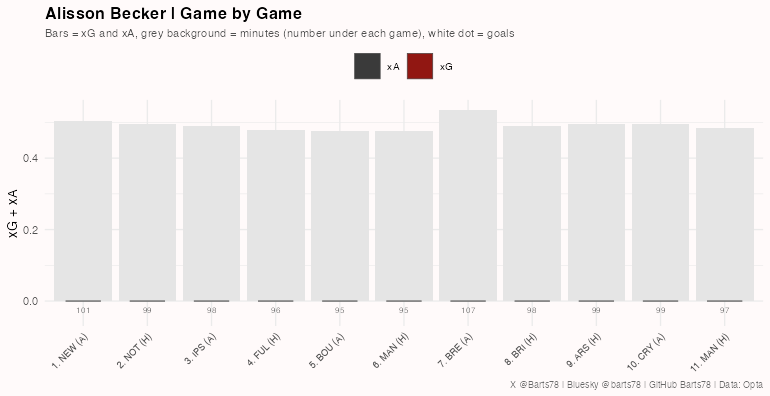 Alisson Becker | Game by Game
Bars = xG and xA, grey background = minutes (number under each game), white dot = goals
xA xG
xG + xA
0.4
0.2
0.0
101 99 98 96 95 95 107 98 99 99 97
1. NEW (A) 2. NOT (H) 3. IPS (A) 4. FUL (H) 5. BOU (A) 6. MAN (H) 7. BRE (A) 8. BRI (H) 9. ARS (H) 10. CRY (A) 11. MAN (H)
X @Barts78 | Bluesky @barts78 | GitHub Barts78 | Data: Opta